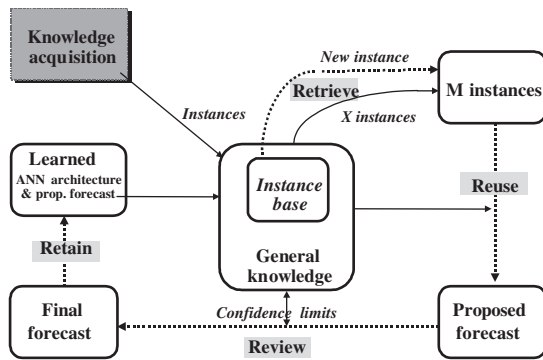 Knowledge
acquisition
New instance
Retrieve
M instances
Instances
X instances
Learned
ANN architecture
& prop. forecast
Instance
base
Reuse
General
knowledge
Retain
Final
forecast
Confidence limits
Proposed
forecast
Review